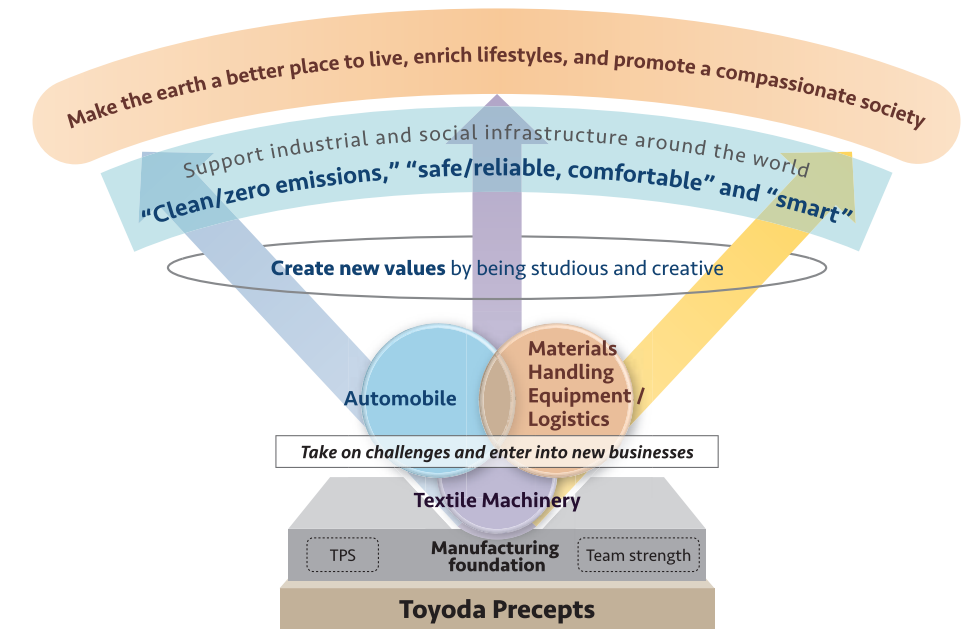 Make the earth a better place to live, enrich lifestyles, and promote a compassionate society
Support industrial and social infrastructure around the world
“Clean/zero emissions,” “safe/reliable, comfortable” and “smart”
Create new values by being studious and creative
Automobile
Materials
Handling
Equipment /
Logistics
Take on challenges and enter into new businesses
Textile Machinery
TPS
Manufacturing
foundation
Team strength
Toyoda Precepts